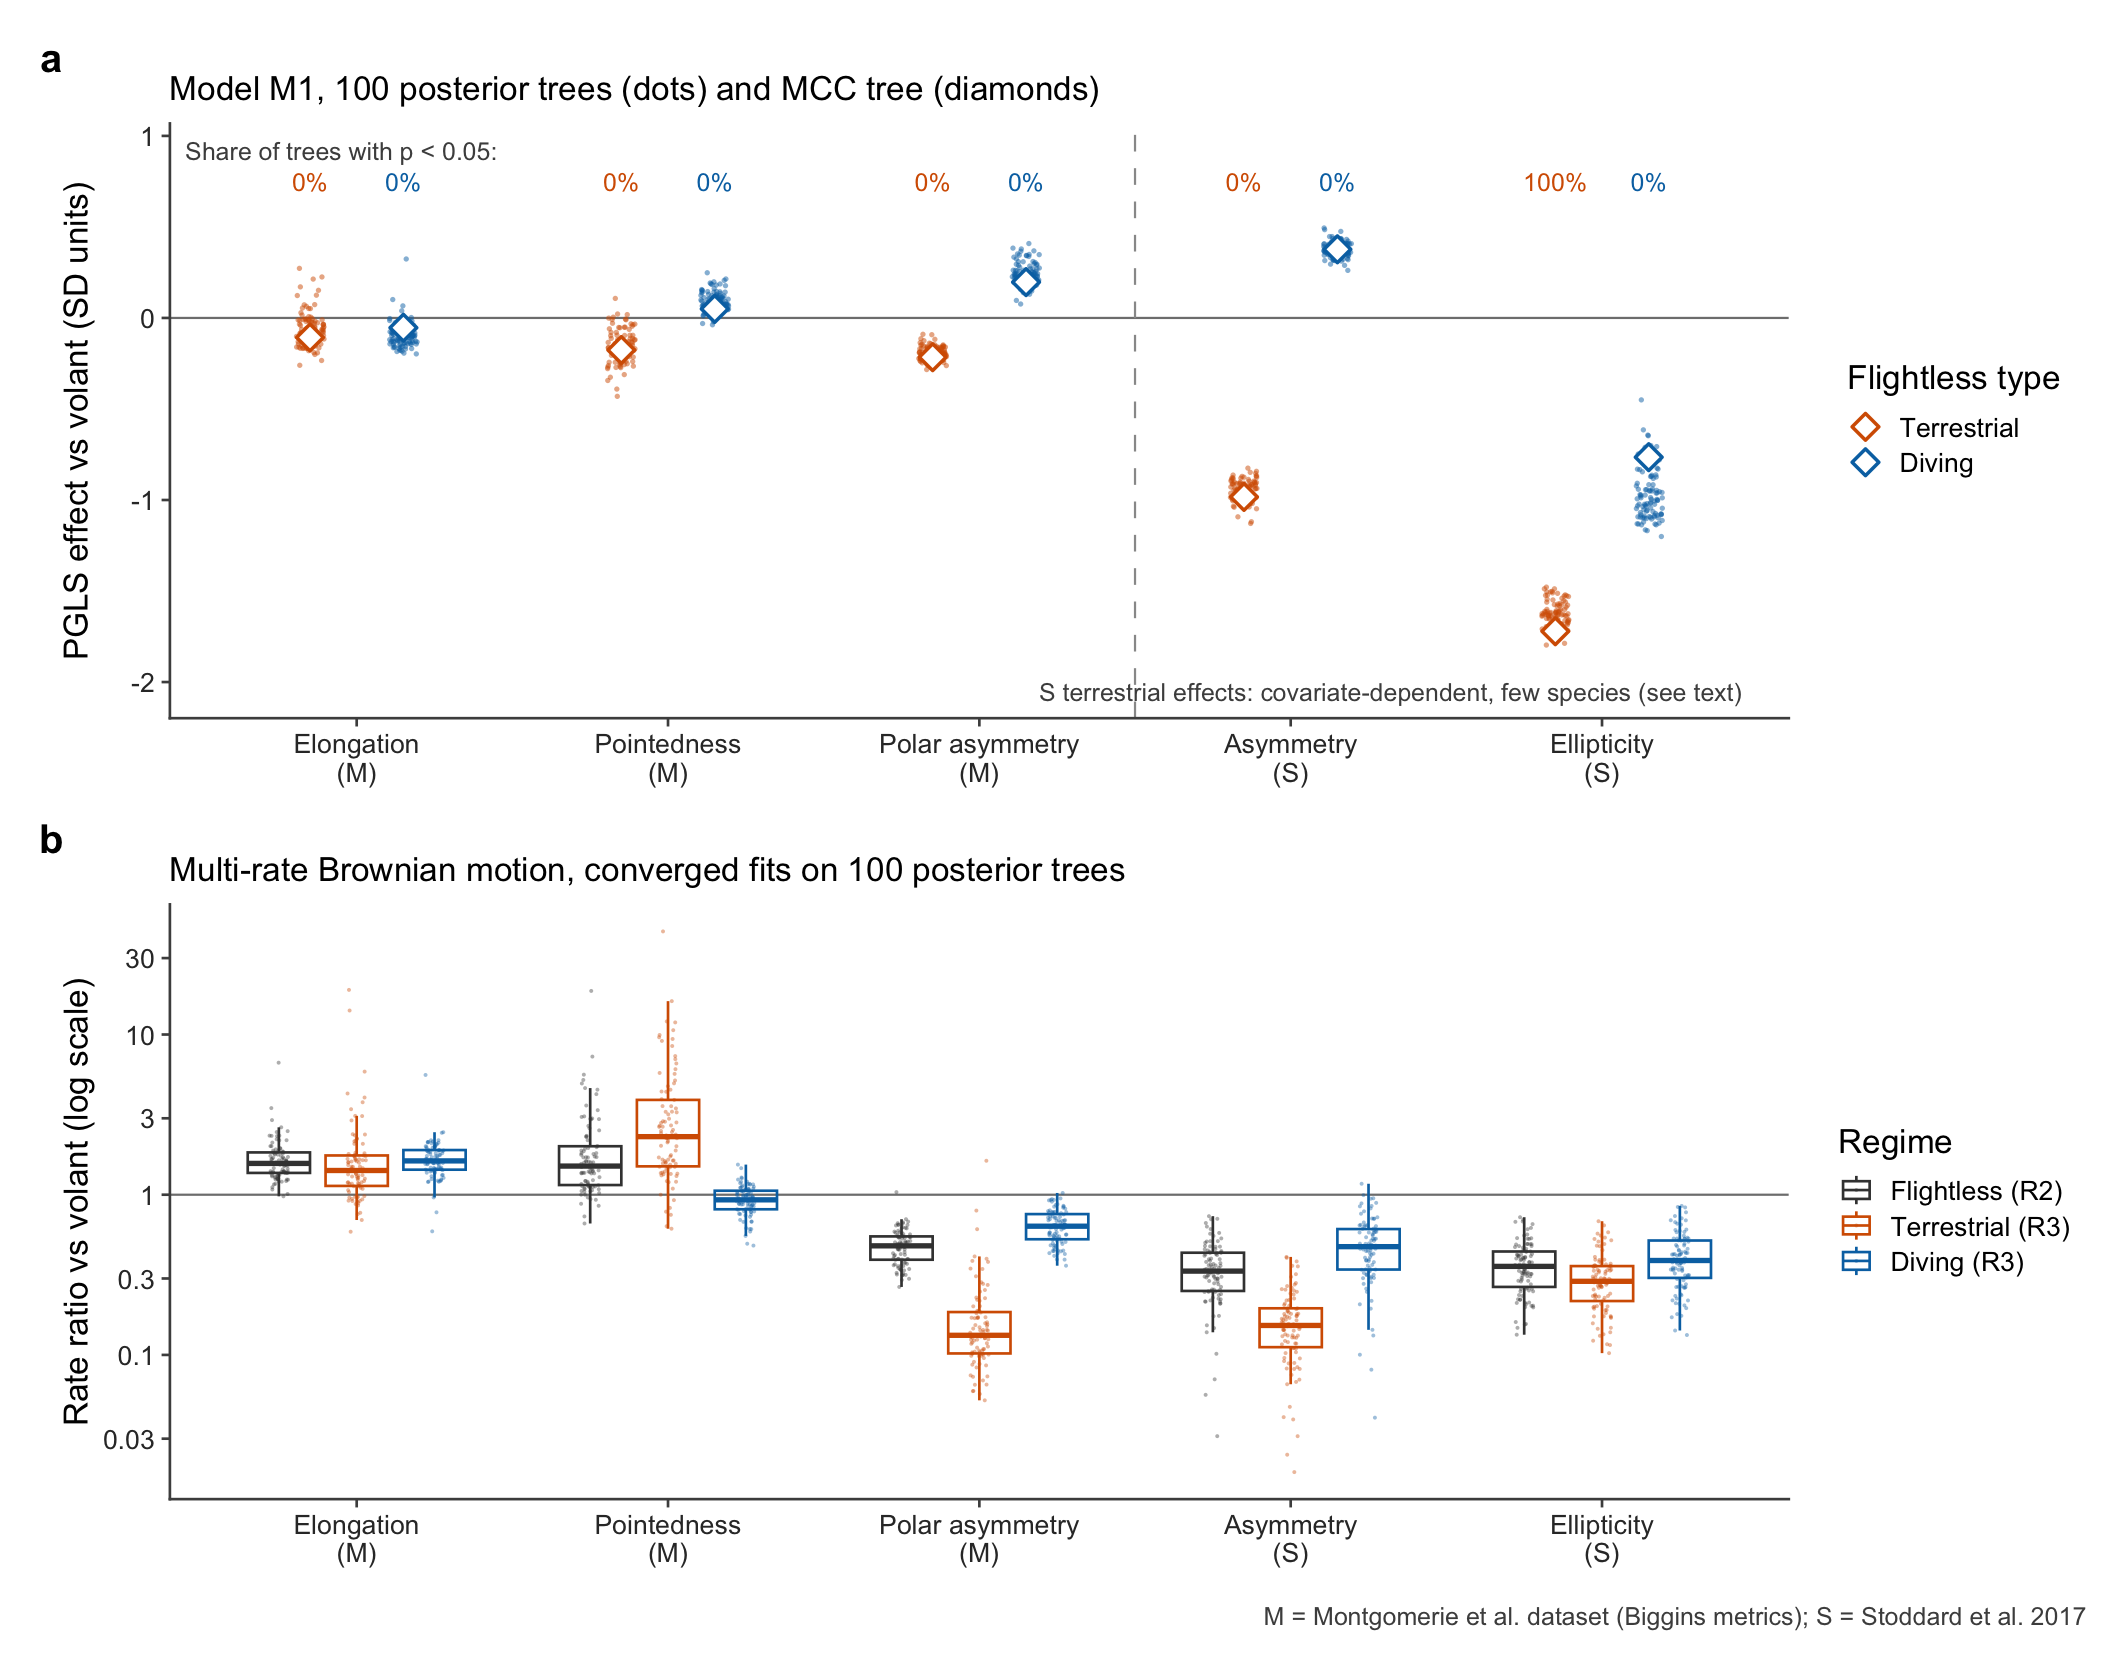 a
Model M1, 100 posterior trees (dots) and MCC tree (diamonds)
PGLS effect vs volant (SD units)
1
0
-1
-2
Share of trees with p < 0.05:
0% 0% 0% 0% 0% 0% 0% 0% 100% 0%
S terrestrial effects: covariate-dependent, few species (see text)
Elongation
(M)
Pointedness
(M)
Polar asymmetry
(M)
Asymmetry
(S)
Ellipticity
(S)
Flightless type
Terrestrial
Diving
b
Multi-rate Brownian motion, converged fits on 100 posterior trees
Rate ratio vs volant (log scale)
30
10
3
1
0.3
0.1
0.03
Elongation
(M)
Pointedness
(M)
Polar asymmetry
(M)
Asymmetry
(S)
Ellipticity
(S)
Regime
Flightless (R2)
Terrestrial (R3)
Diving (R3)
M = Montgomerie et al. dataset (Biggins metrics); S = Stoddard et al. 2017